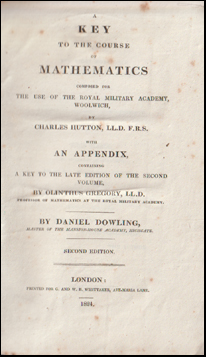 A
KEY
TO THE COURSE
OF
MATHEMATICS
COMPOSED FOR
THE USE OF THE ROYAL MILITARY ACADEMY,
WOOLWICH,
BY
CHARLES HUTTON, LL.D. F.R.S.
WITH
AN APPENDIX,
CONTAINING
A KEY TO THE LATE EDITION OF THE SECOND
VOLUME,
BY OLINTHUS GREGORY, LL.D.
PROFESSOR OF MATHEMATICS AT THE ROYAL MILITARY ACADEMY.
BY DANIEL DOWLING,
MASTER OF THE MANSION-HOUSE ACADEMY, HIGHGATE.
SECOND EDITION.
LONDON:
PRINTED FOR G. AND W. B. WHITTAKER, AVE-MARIA LANE.
1824.